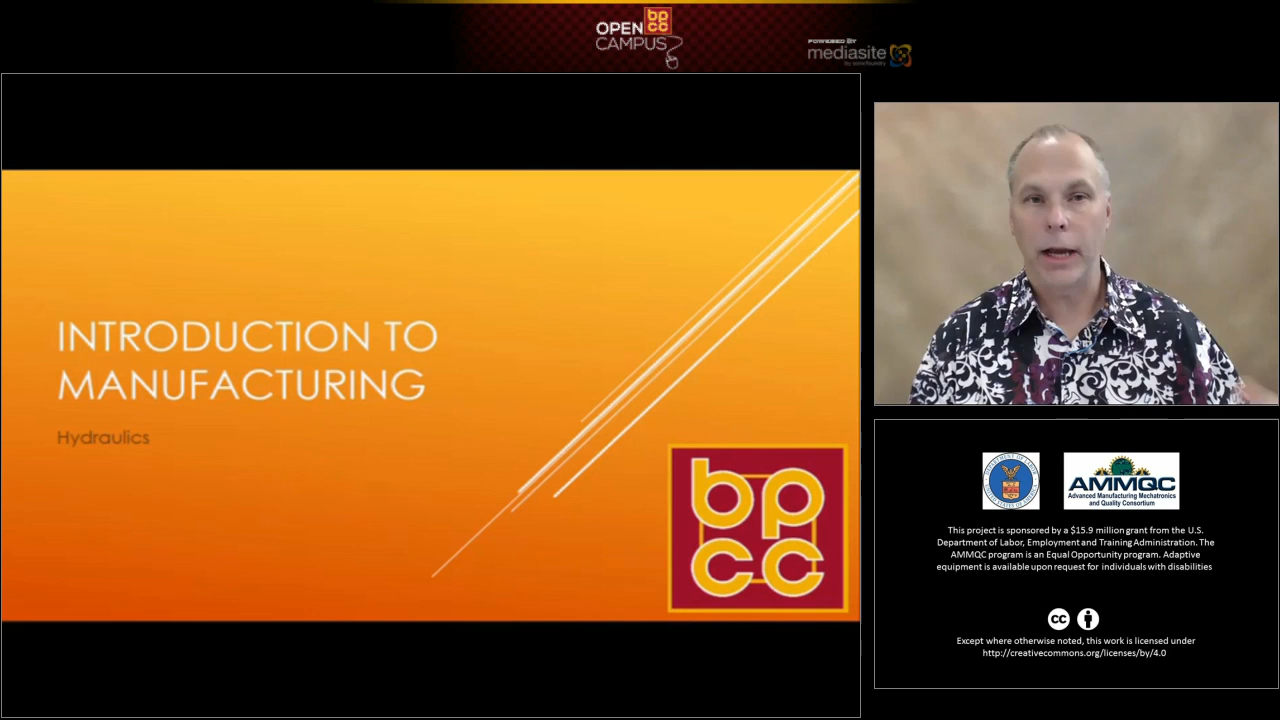 OPEN bp cc
CAMPUS
POWERED BY
mediasite
by sonicfoundry
INTRODUCTION TO
MANUFACTURING
Hydraulics
bp
cc
AMMQC
Advanced Manufacturing Mechatronics
and Quality Consortium
This project is sponsored by a $15.9 million grant from the U.S.
Department of Labor, Employment and Training Administration. The
AMMQC program is an Equal Opportunity program. Adaptive
equipment is available upon request for individuals with disabilities
cc
Except where otherwise noted, this work is licensed under
http://creativecommons.org/licenses/by/4.0